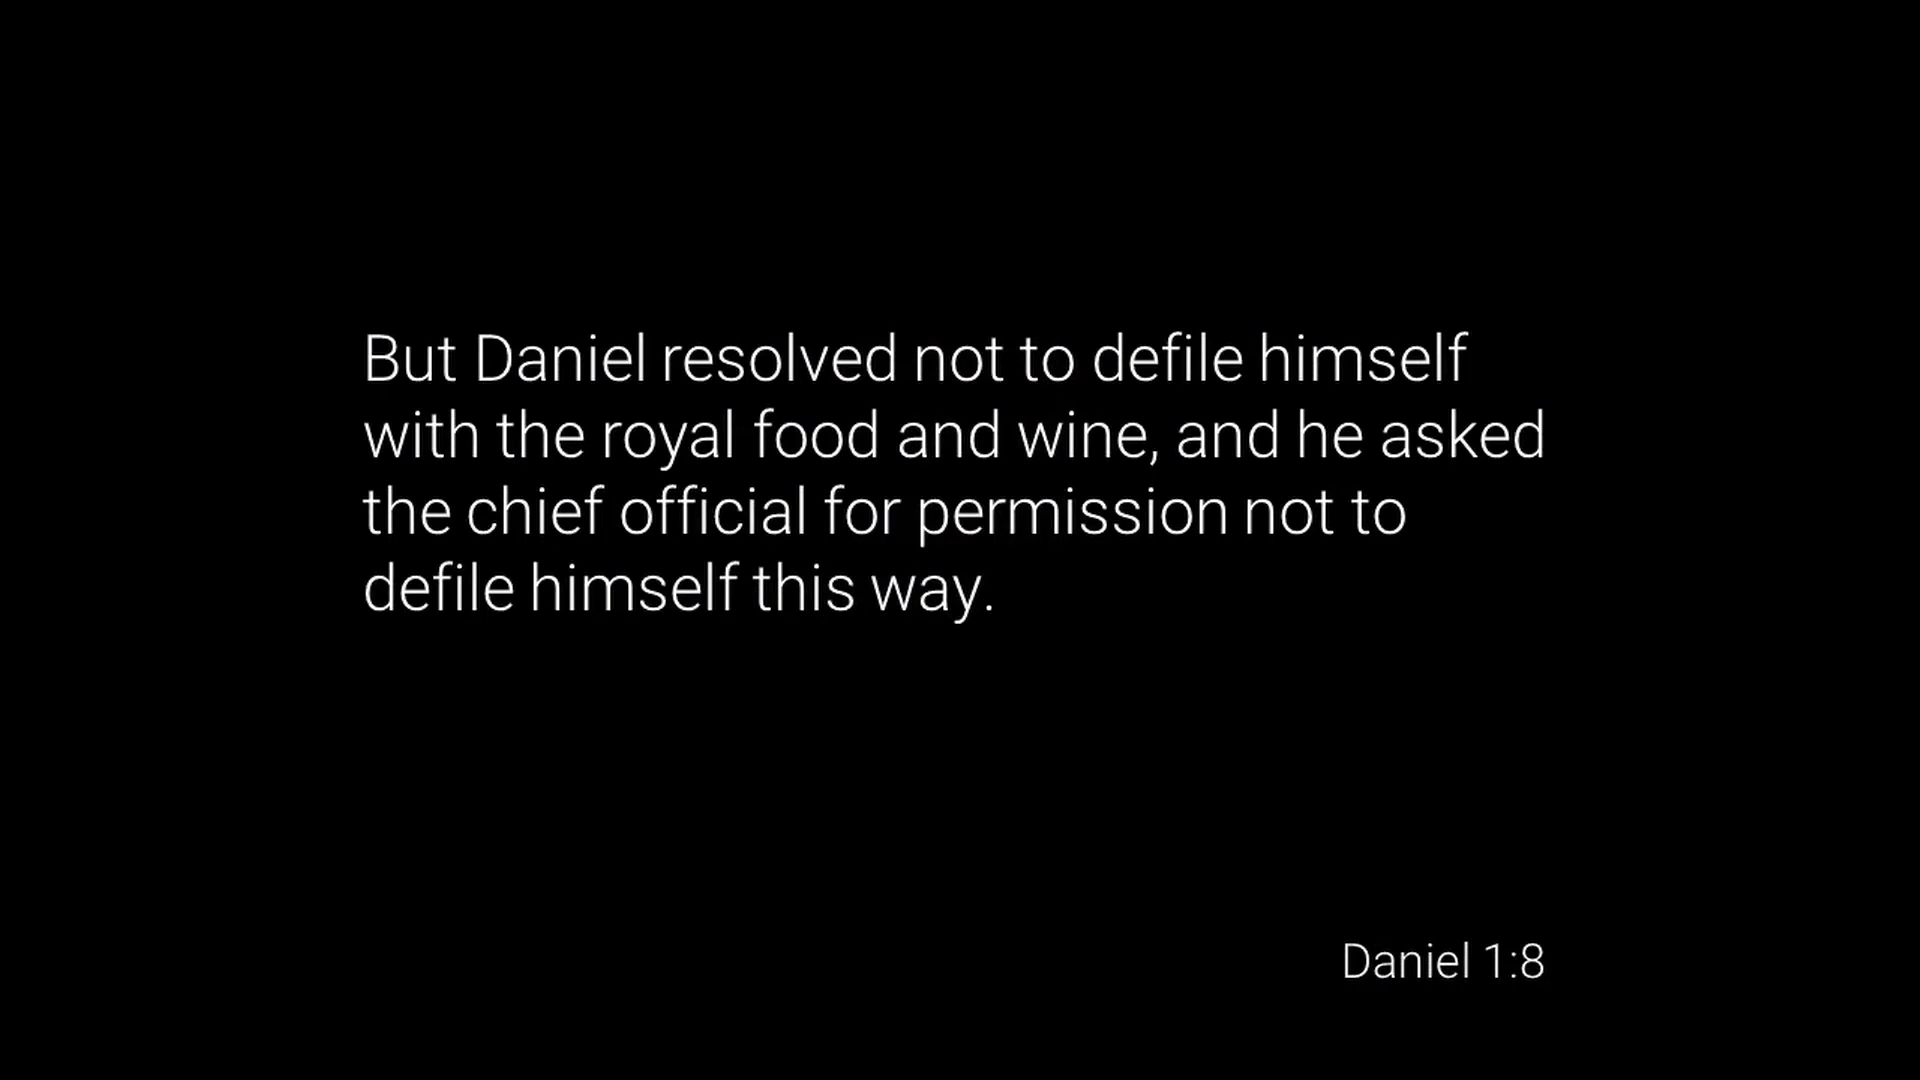 But Daniel resolved not to defile himself
with the royal food and wine, and he asked
the chief official for permission not to
defile himself this way.
Daniel 1:8